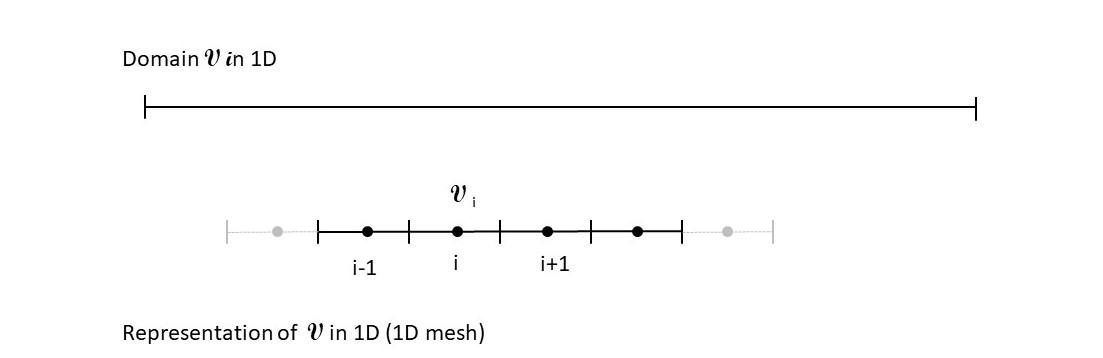 Domain 𝒱 in 1D
𝒱 i
i-1 i i+1
Representation of 𝒱 in 1D (1D mesh)